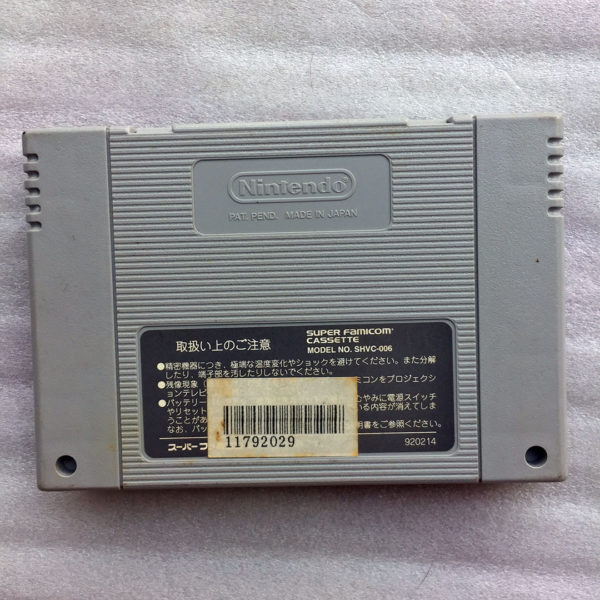 Nintendo
PAT. PEND. MADE IN JAPAN
取扱い上のご注意
SUPER FAMICOM
CASSETTE
MODEL NO. SHVC-006
●精密機器につき、極端な温度変化やショックを避けてください。また分解
したり、端子部を汚したりしないでください。
●残像現象（ ミコンをプロジェクシ
ョンテレビ
●バッテリー みやみに電源スイッチ
やリセット いる内容が消えてしま
うことがあ
なお、バッ 明書をご参照ください。
11792029
スーパーフ 920214